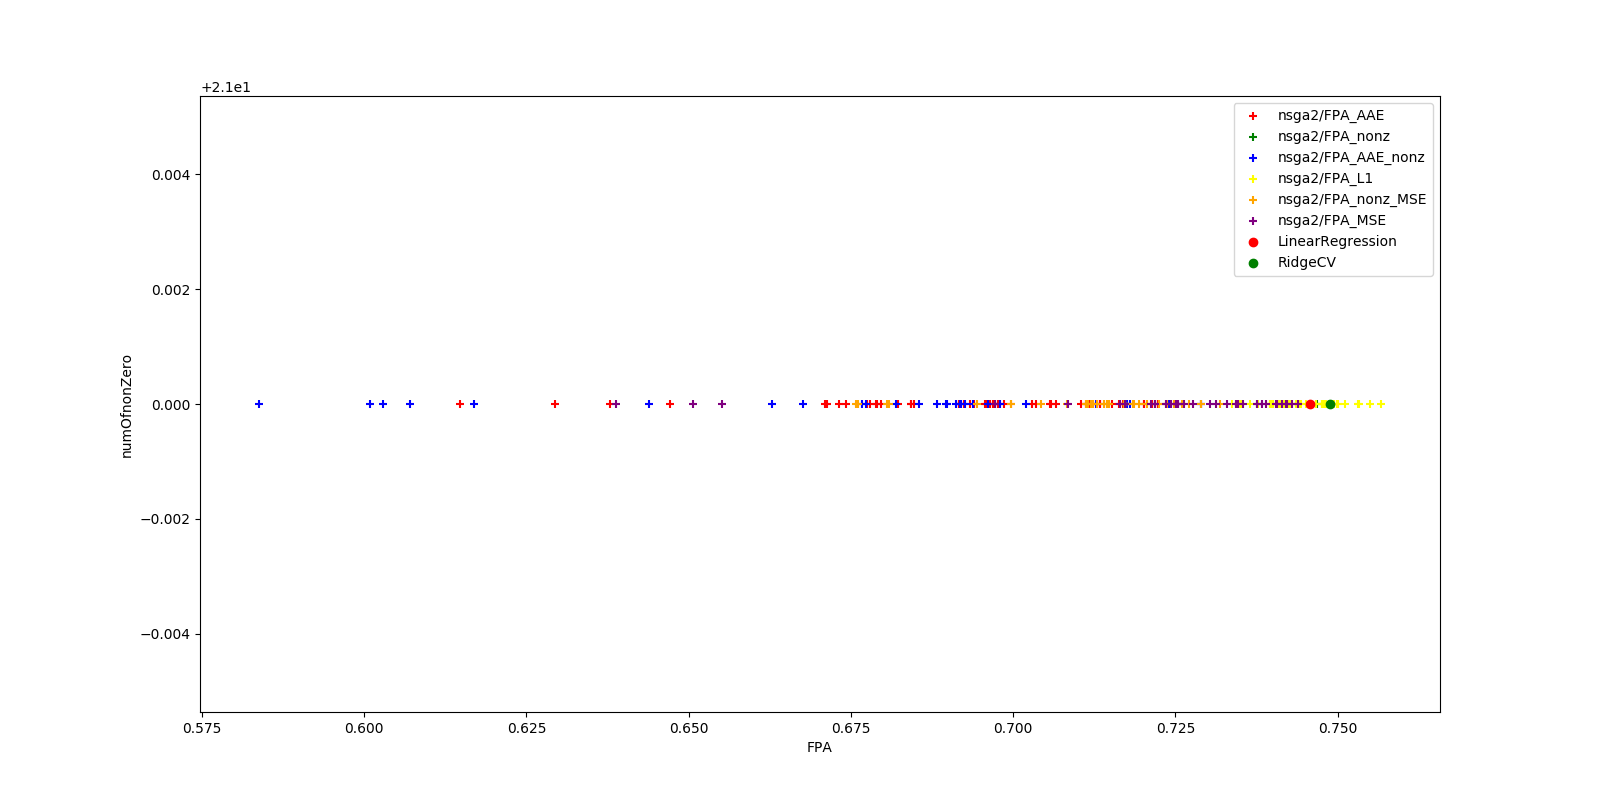 +2.1e1
nsga2/FPA_AAE
nsga2/FPA_nonz
nsga2/FPA_AAE_nonz
nsga2/FPA_L1
nsga2/FPA_nonz_MSE
nsga2/FPA_MSE
LinearRegression
RidgeCV
0.004
0.002
0.000
−0.002
−0.004
numOfnonZero
0.575 0.600 0.625 0.650 0.675 0.700 0.725 0.750
FPA